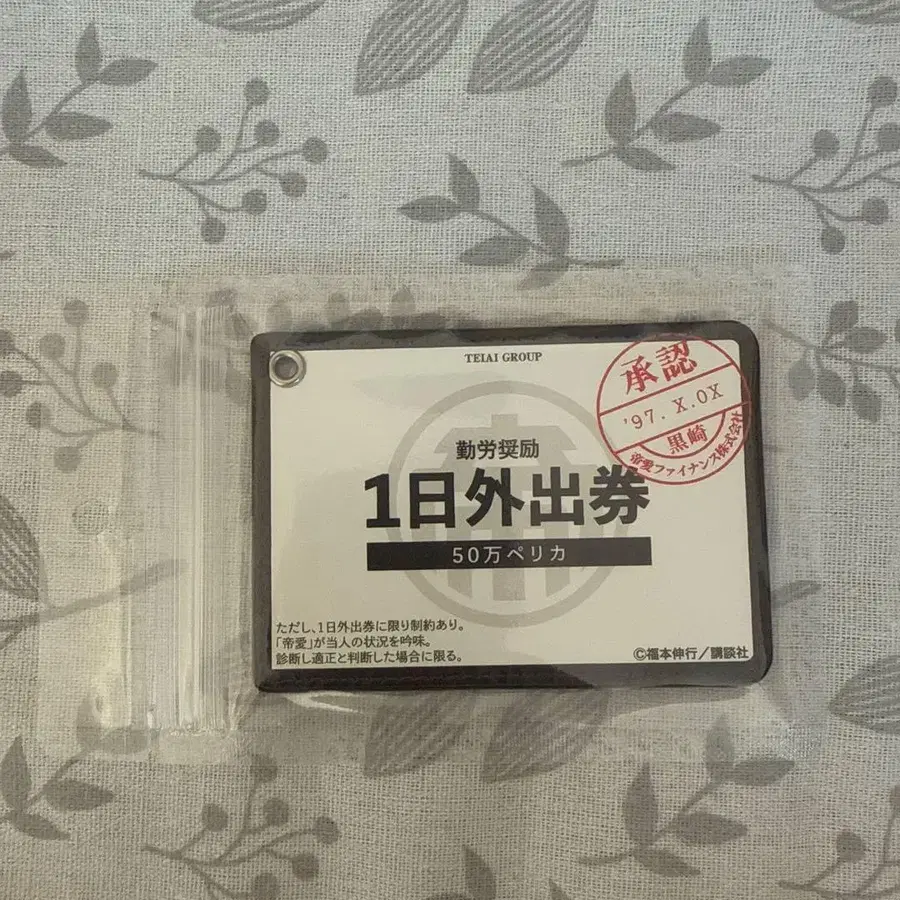 TEIAI GROUP
承認
'97. X.0X
黒崎
帝愛ファイナンス株式会社
帝
勤労奨励
1日外出券
50万ペリカ
ただし、1日外出券に限り制約あり。
「帝愛」が当人の状況を吟味。
診断し適正と判断した場合に限る。
©福本伸行／講談社